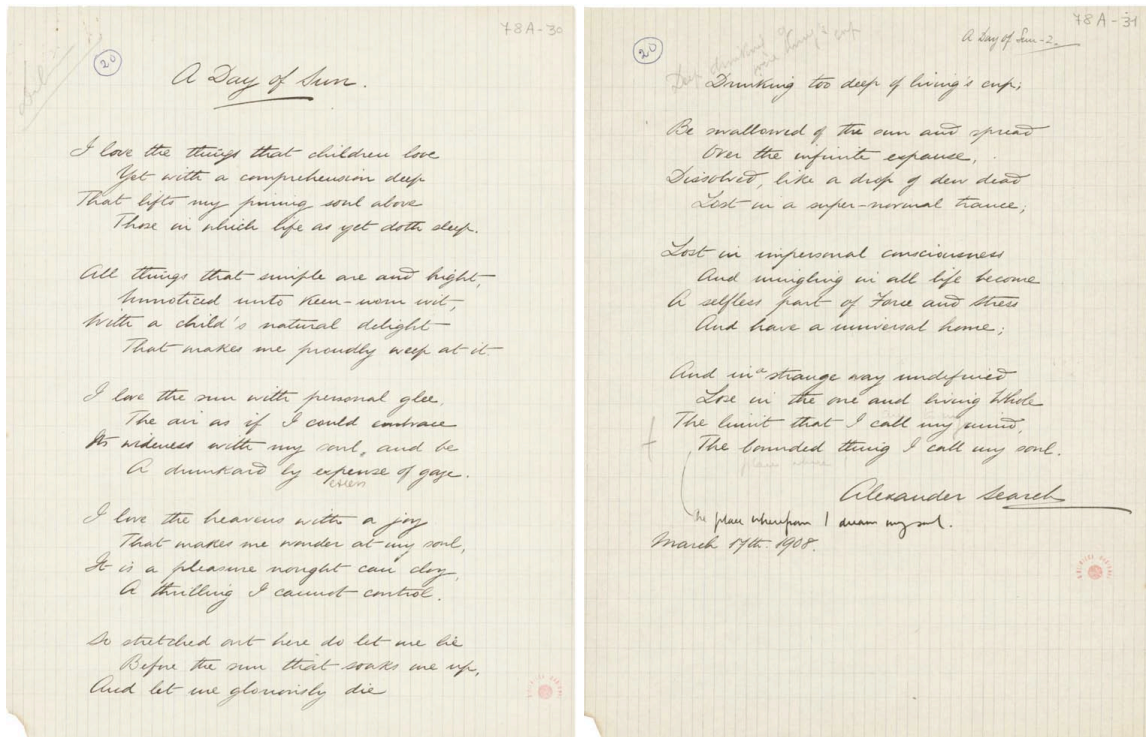 78A-30
20
A Day of Sun.
I love the things that children love
Yet with a comprehension deep
That lifts my pining soul above
Those in which life as yet doth sleep.
All things that simple are and bright,
Unnoticed unto keen-worn wit,
With a child's natural delight
That makes me proudly weep at it.
I love the sun with personal glee,
The air as if I could embrace
Its wideness with my soul, and be
A drunkard by expense of gaze.
excess
I love the heavens with a joy
That makes me wonder at my soul,
It is a pleasure nought can cloy,
A thrilling I cannot control.
So stretched out here do let me lie
Before the sun that soaks me up,
And let me gloriously die
78A-31
20
A Day of Sun-2.
Deep drunkard of
living's cup
Drinking too deep of living's cup;
Be swallowed of the sun and spread
Over the infinite expanse,
Dissolved, like a drop of dew dead
Lost in a super-normal trance;
Lost in impersonal consciousness
And mingling in all life become
A selfless part of Force and Stress
And have a universal home;
And in a strange way undefined
Lose in the one and living Whole
The limit that I call my mind,
The bounded thing I call my soul.
place where
Alexander Search
the place wherefrom I dream my soul.
March 17th. 1908.